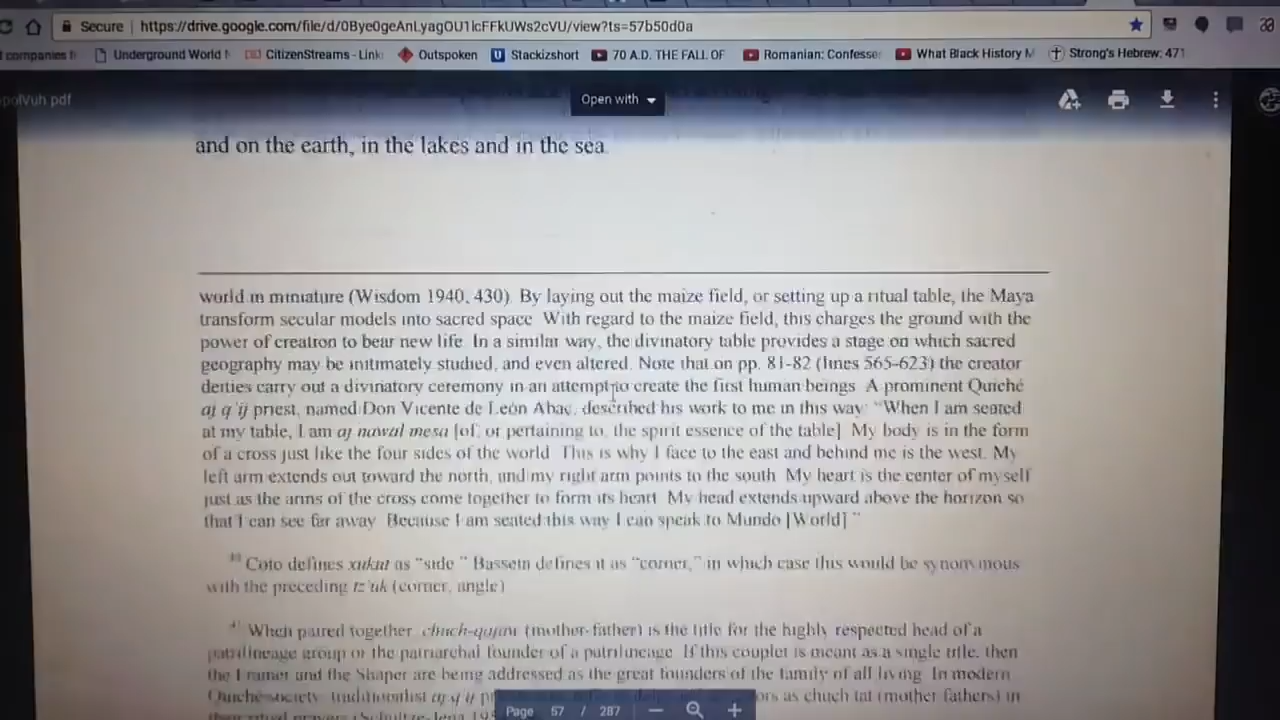 Secure | https://drive.google.com/file/d/0Bye0geAnLyagOU1lcFFkUWs2cVU/view?ts=57b50d0a
companies Underground World CitizenStreams - Link Outspoken Stackizshort 70 A.D. THE FALL OF Romanian: Confesse What Black History M Strong's Hebrew: 471
polVuh.pdf Open with
and on the earth, in the lakes and in the sea.
world in miniature (Wisdom 1940, 430). By laying out the maize field, or setting up a ritual table, the Maya
transform secular models into sacred space. With regard to the maize field, this charges the ground with the
power of creation to bear new life. In a similar way, the divinatory table provides a stage on which sacred
geography may be initimately studied, and even altered. Note that on pp. 81-82 (lines 565-623) the creator
deities carry out a divinatory ceremony in an attempt to create the first human beings. A prominent Quiché
aj q'ij priest, named Don Vicente de León Abac, described his work to me in this way: "When I am seated
at my table, I am aj nawal mesa [of, or pertaining to, the spirit essence of the table]. My body is in the form
of a cross just like the four sides of the world. This is why I face to the east and behind me is the west. My
left arm extends out toward the north, and my right arm points to the south. My heart is the center of myself
just as the arms of the cross come together to form its heart. My head extends upward above the horizon so
that I can see far away. Because I am seated this way I can speak to Mundo [World]."
Coto defines xukut as "side." Basseta defines it as "corner," in which case this would be synonymous
with the preceding tz'uk (corner, angle)
When paired together, chuch-qajaw (mother-father) is the title for the highly respected head of a
patrilineage group or the patriarchal founder of a patrilineage. If this couplet is meant as a single title, then
the Framer and the Shaper are being addressed as the great founders of the family of all living. In modern
Quiché society, traditionalist aj q'ij ors as chuch tat (mother fathers) in
Page 57 / 287